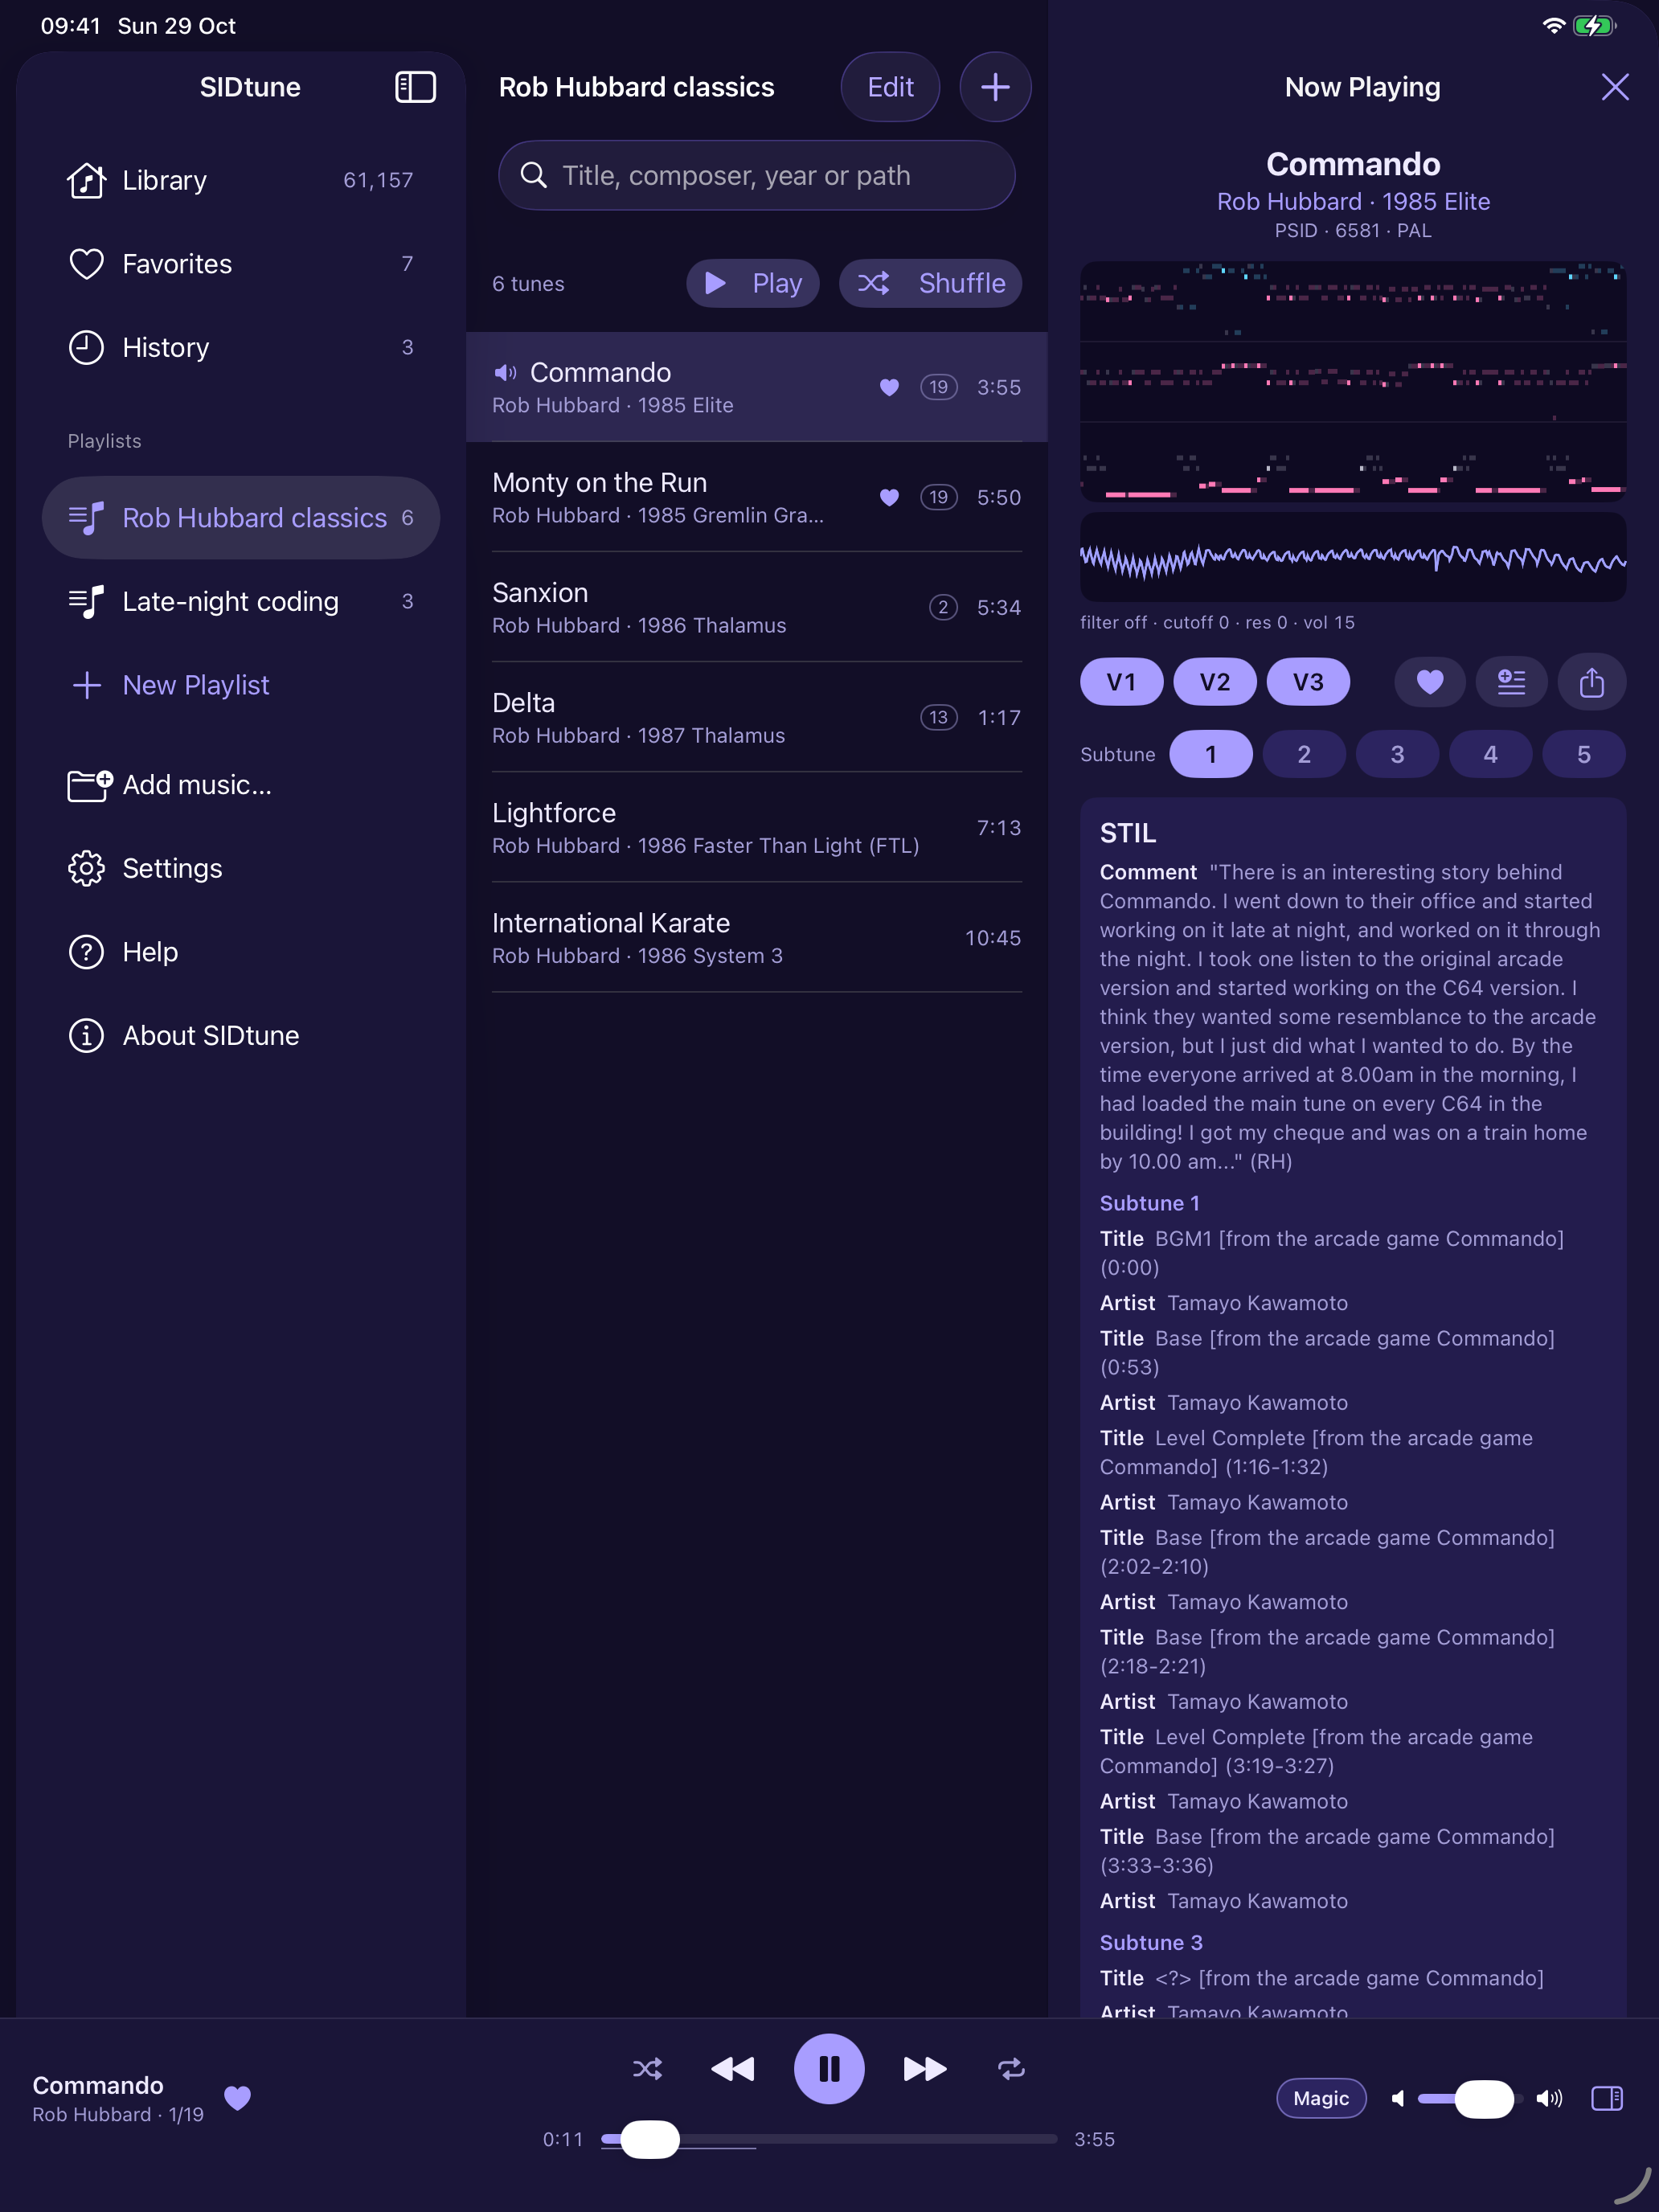 09:41 Sun 29 Oct
SIDtune
Library 61,157
Favorites 7
History 3
Playlists
Rob Hubbard classics 6
Late-night coding 3
New Playlist
Add music...
Settings
Help
About SIDtune
Rob Hubbard classics Edit
Title, composer, year or path
6 tunes Play Shuffle
Commando 19 3:55
Rob Hubbard · 1985 Elite
Monty on the Run 19 5:50
Rob Hubbard · 1985 Gremlin Gra...
Sanxion 2 5:34
Rob Hubbard · 1986 Thalamus
Delta 13 1:17
Rob Hubbard · 1987 Thalamus
Lightforce 7:13
Rob Hubbard · 1986 Faster Than Light (FTL)
International Karate 10:45
Rob Hubbard · 1986 System 3
Now Playing
Commando
Rob Hubbard · 1985 Elite
PSID · 6581 · PAL
filter off · cutoff 0 · res 0 · vol 15
V1 V2 V3
Subtune 1 2 3 4 5
STIL
Comment "There is an interesting story behind
Commando. I went down to their office and started
working on it late at night, and worked on it through
the night. I took one listen to the original arcade
version and started working on the C64 version. I
think they wanted some resemblance to the arcade
version, but I just did what I wanted to do. By the
time everyone arrived at 8.00am in the morning, I
had loaded the main tune on every C64 in the
building! I got my cheque and was on a train home
by 10.00 am..." (RH)
Subtune 1
Title BGM1 [from the arcade game Commando]
(0:00)
Artist Tamayo Kawamoto
Title Base [from the arcade game Commando]
(0:53)
Artist Tamayo Kawamoto
Title Level Complete [from the arcade game
Commando] (1:16-1:32)
Artist Tamayo Kawamoto
Title Base [from the arcade game Commando]
(2:02-2:10)
Artist Tamayo Kawamoto
Title Base [from the arcade game Commando]
(2:18-2:21)
Artist Tamayo Kawamoto
Title Level Complete [from the arcade game
Commando] (3:19-3:27)
Artist Tamayo Kawamoto
Title Base [from the arcade game Commando]
(3:33-3:36)
Artist Tamayo Kawamoto
Subtune 3
Title <?> [from the arcade game Commando]
Artist Tamayo Kawamoto
Commando
Rob Hubbard · 1/19
0:11 3:55
Magic